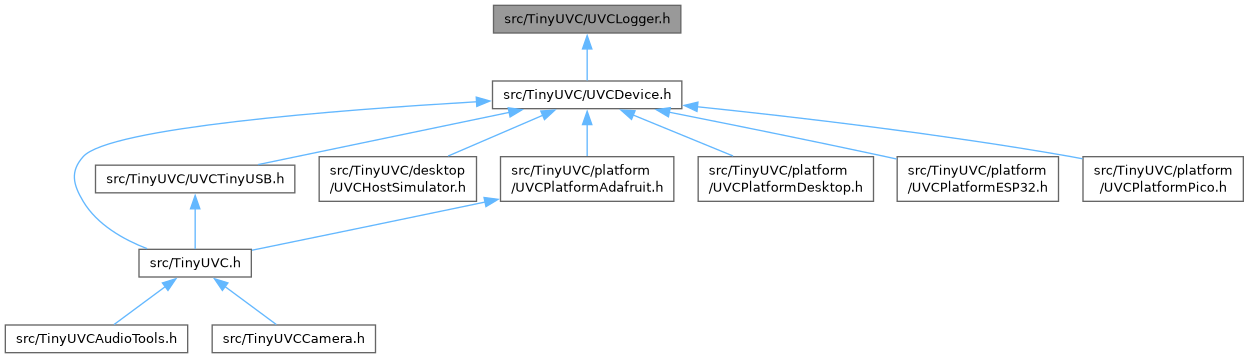 src/TinyUVC/UVCLogger.h
src/TinyUVC/UVCDevice.h
src/TinyUVC/UVCTinyUSB.h
src/TinyUVC/desktop
/UVCHostSimulator.h
src/TinyUVC/platform
/UVCPlatformAdafruit.h
src/TinyUVC/platform
/UVCPlatformDesktop.h
src/TinyUVC/platform
/UVCPlatformESP32.h
src/TinyUVC/platform
/UVCPlatformPico.h
src/TinyUVC.h
src/TinyUVCAudioTools.h
src/TinyUVCCamera.h